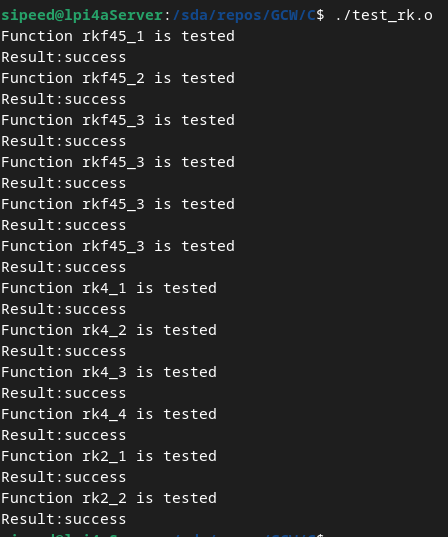 sipeed@lpi4aServer:/sda/repos/GCW/C$ ./test_rk.o
Function rkf45_1 is tested
Result:success
Function rkf45_2 is tested
Result:success
Function rkf45_3 is tested
Result:success
Function rkf45_3 is tested
Result:success
Function rkf45_3 is tested
Result:success
Function rkf45_3 is tested
Result:success
Function rk4_1 is tested
Result:success
Function rk4_2 is tested
Result:success
Function rk4_3 is tested
Result:success
Function rk4_4 is tested
Result:success
Function rk2_1 is tested
Result:success
Function rk2_2 is tested
Result:success